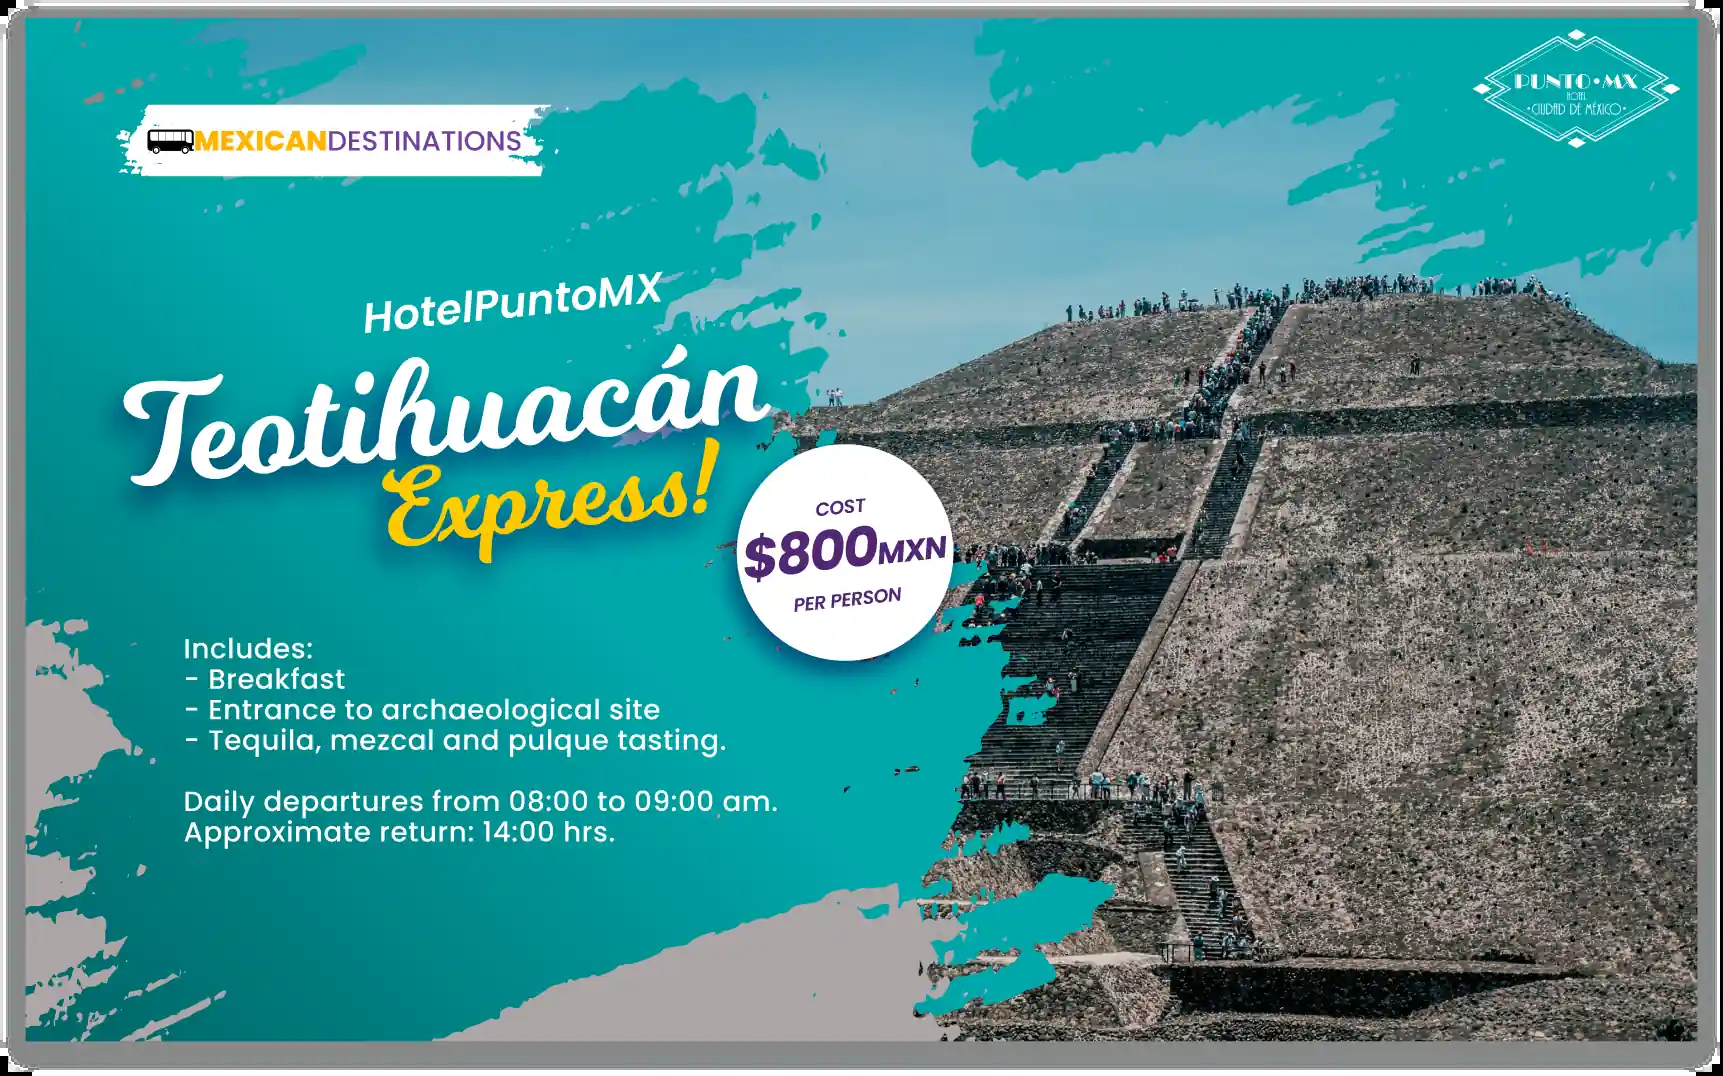 MEXICANDESTINATIONS
PUNTO•MX
HOTEL
•CIUDAD DE MÉXICO•
HotelPuntoMX
Teotihuacán
Express!
COST
$800MXN
PER PERSON
Includes:
- Breakfast
- Entrance to archaeological site
- Tequila, mezcal and pulque tasting.
Daily departures from 08:00 to 09:00 am.
Approximate return: 14:00 hrs.